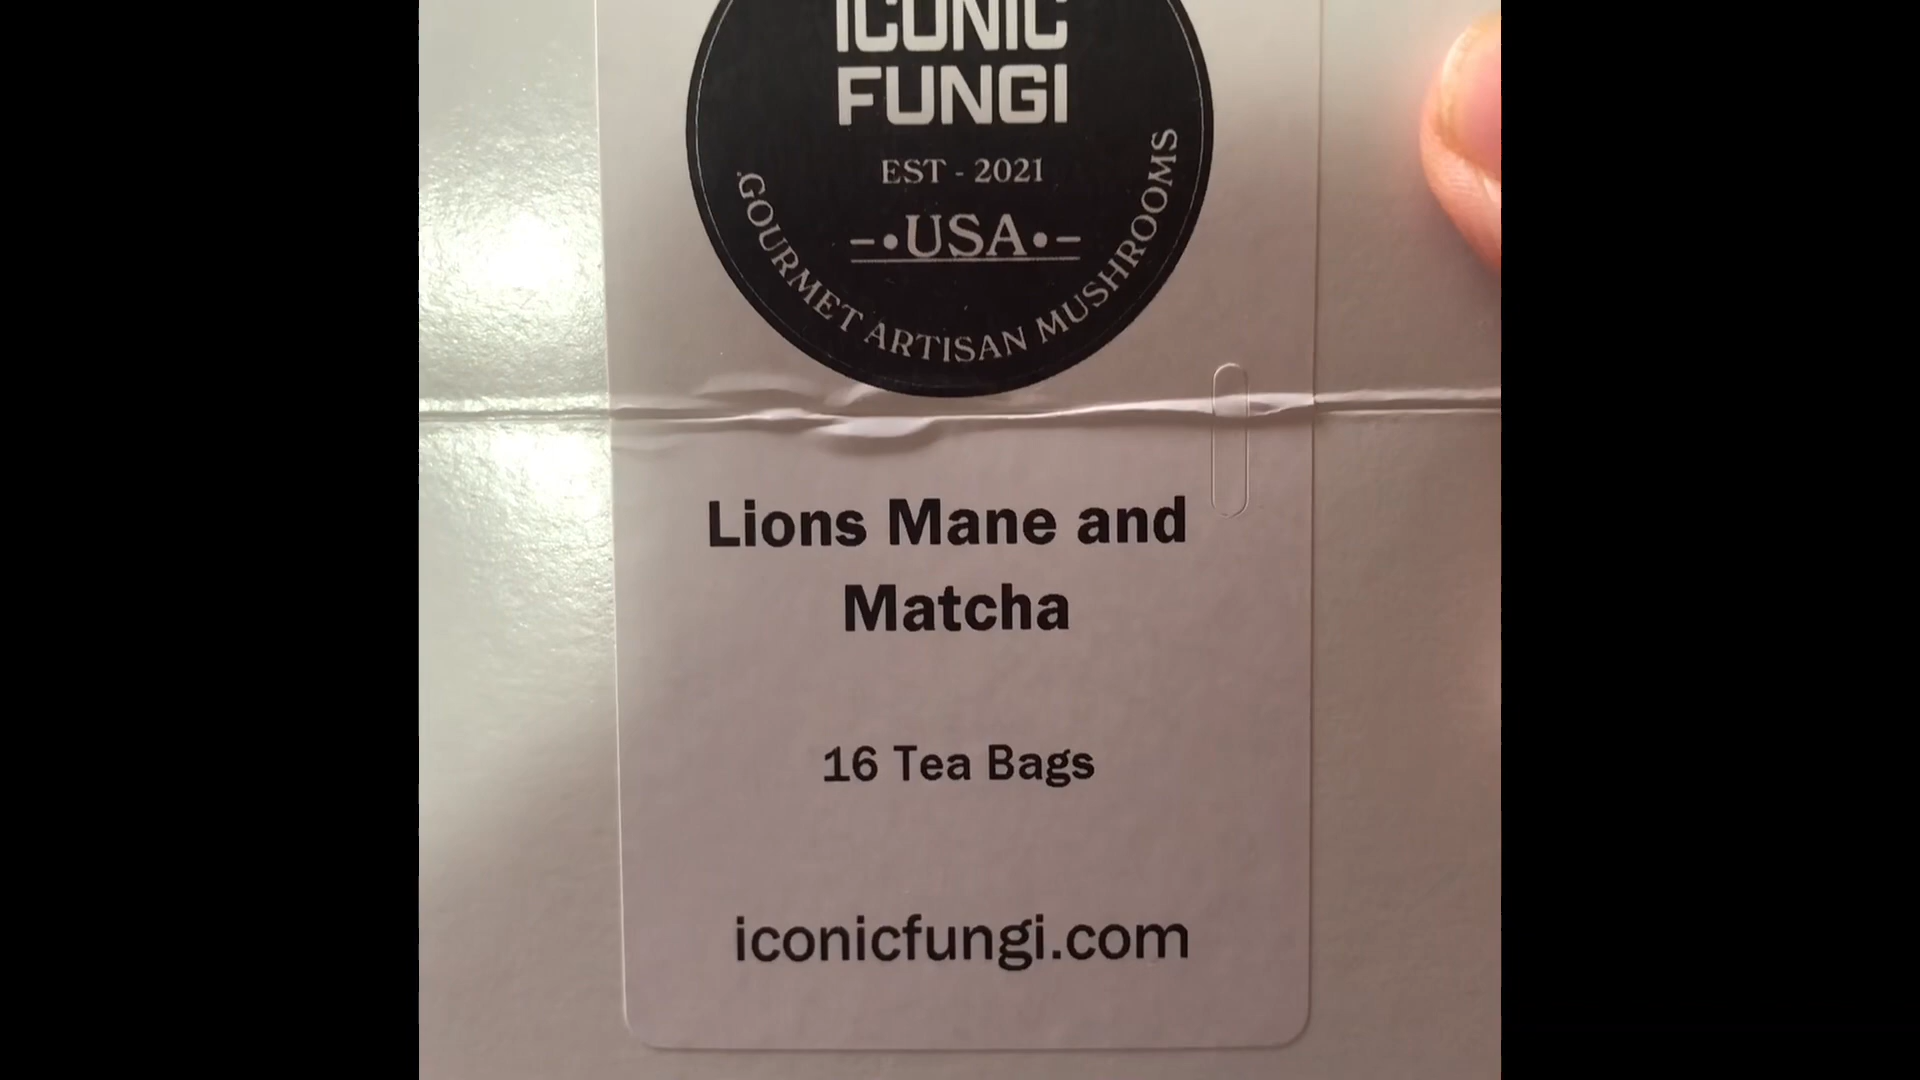 ICONIC
FUNGI
EST - 2021
-•USA•-
.GOURMET ARTISAN MUSHROOMS
Lions Mane and
Matcha
16 Tea Bags
iconicfungi.com